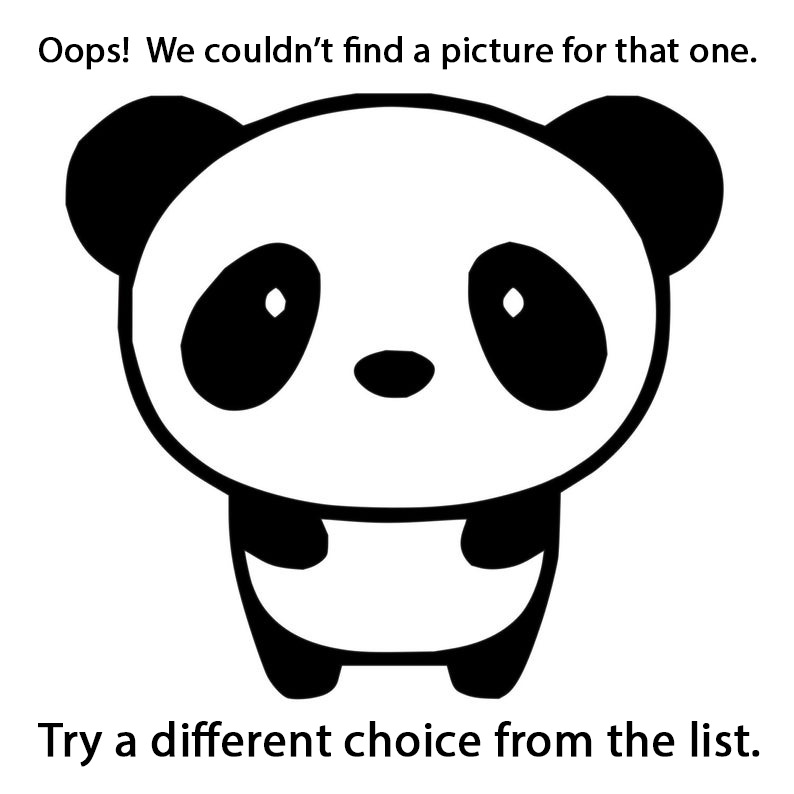 Oops!  We couldn’t find a picture for that one.
Try a different choice from the list.